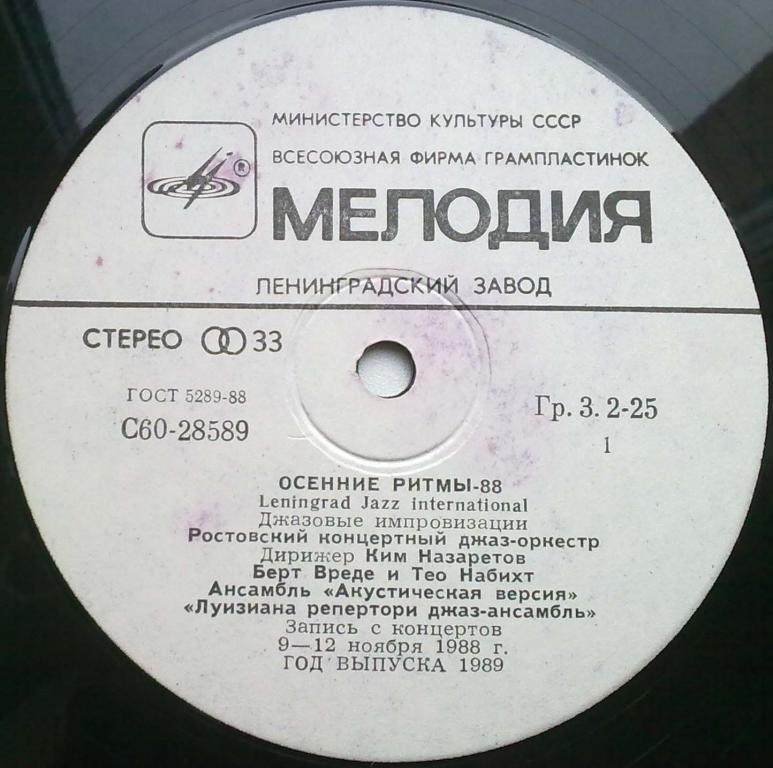 МИНИСТЕРСТВО КУЛЬТУРЫ СССР
ВСЕСОЮЗНАЯ ФИРМА ГРАМПЛАСТИНОК
®
МЕЛОДИЯ
ЛЕНИНГРАДСКИЙ ЗАВОД
СТЕРЕО 33
ГОСТ 5289-88
С60-28589
Гр. 3. 2-25
1
ОСЕННИЕ РИТМЫ-88
Leningrad Jazz international
Джазовые импровизации
Ростовский концертный джаз-оркестр
Дирижер Ким Назаретов
Берт Вреде и Тео Набихт
Ансамбль «Акустическая версия»
«Луизиана репертори джаз-ансамбль»
Запись с концертов
9—12 ноября 1988 г.
ГОД ВЫПУСКА 1989